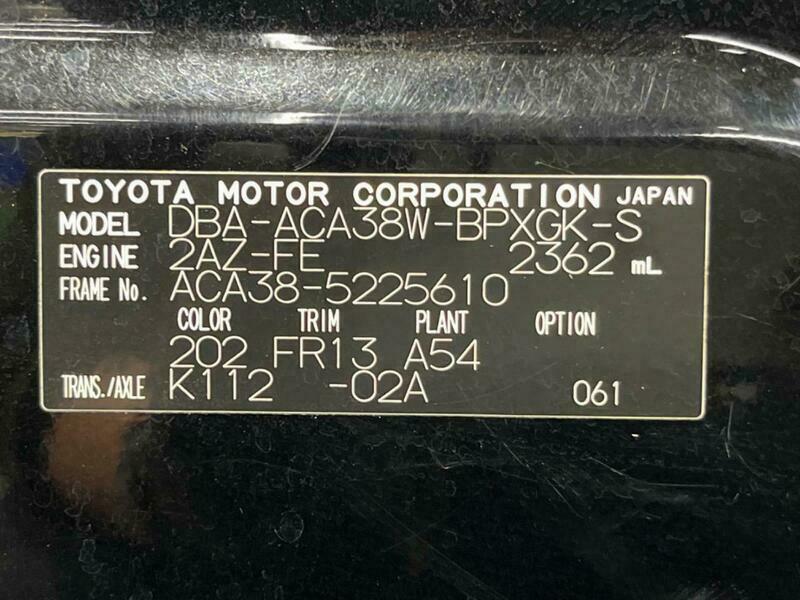 TOYOTA MOTOR CORPORATION JAPAN
MODEL DBA-ACA38W-BPXGK-S
ENGINE 2AZ-FE 2362 mL
FRAME No. ACA38-5225610
COLOR TRIM PLANT OPTION
202 FR13 A54
TRANS./AXLE K112 -02A 061